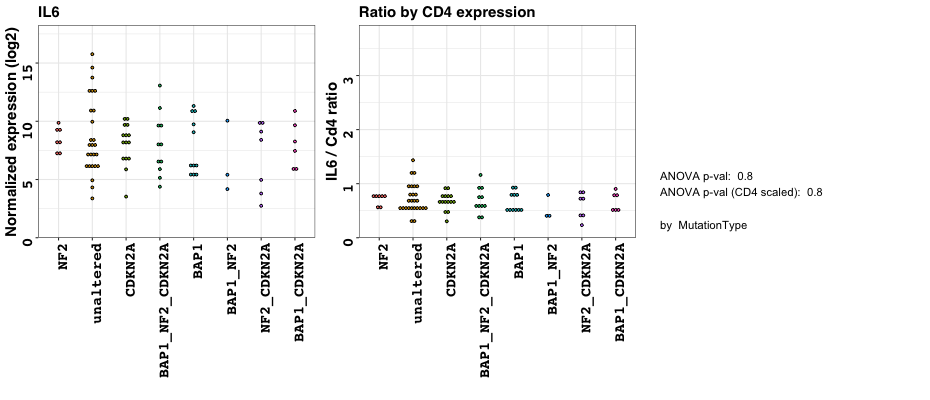 IL6
Normalized expression (log2)
15
10
5
0
NF2
unaltered
CDKN2A
BAP1_NF2_CDKN2A
BAP1
BAP1_NF2
NF2_CDKN2A
BAP1_CDKN2A
Ratio by CD4 expression
IL6 / Cd4 ratio
3
2
1
0
NF2
unaltered
CDKN2A
BAP1_NF2_CDKN2A
BAP1
BAP1_NF2
NF2_CDKN2A
BAP1_CDKN2A
ANOVA p-val: 0.8
ANOVA p-val (CD4 scaled): 0.8
by MutationType